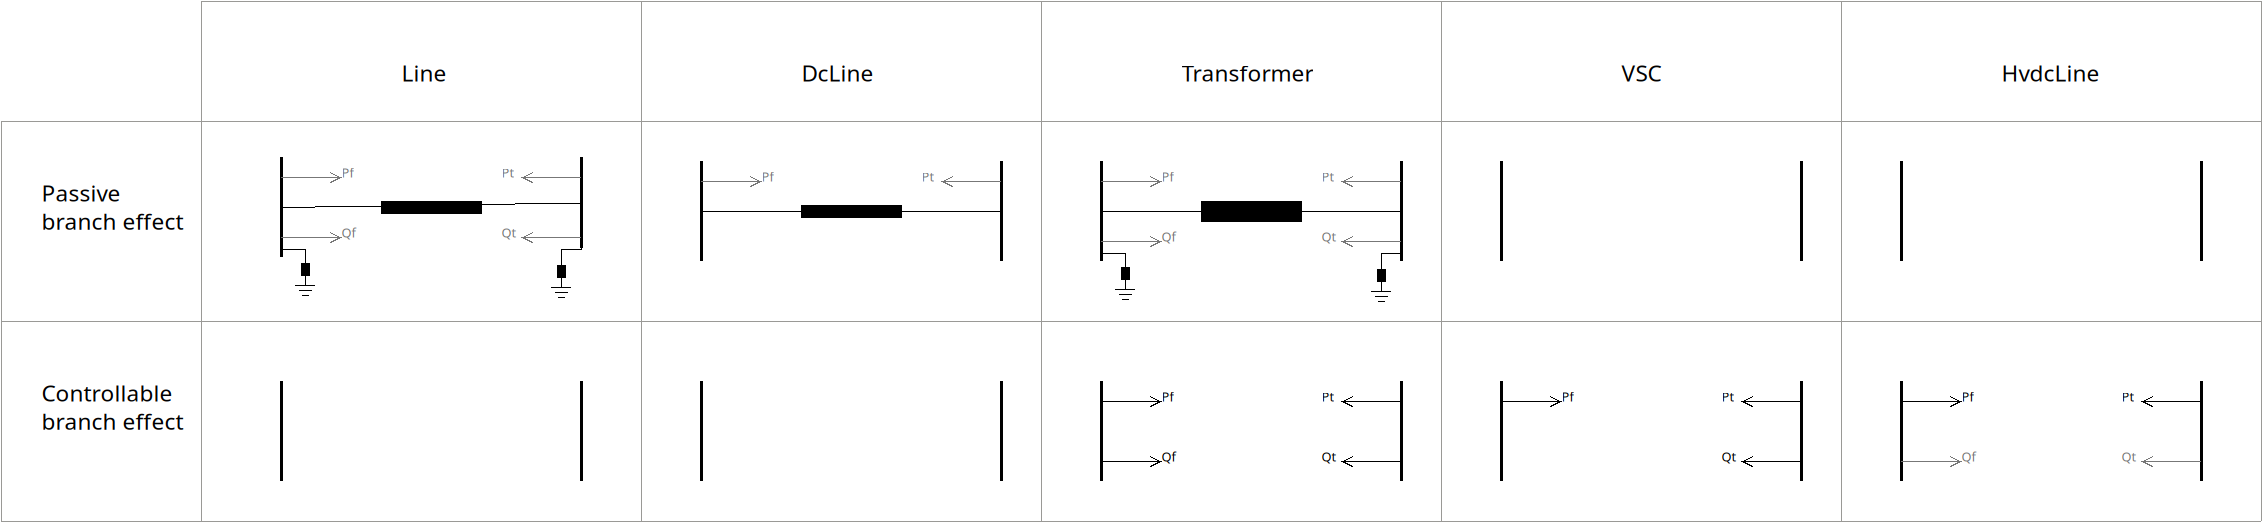 Line
DcLine
Transformer
VSC
HvdcLine
Passive
branch effect
Pf
Pt
Qf
Qt
Pf
Pt
Pf
Pt
Qf
Qt
Controllable
branch effect
Pf
Pt
Qf
Qt
Pf
Pt
Qt
Pf
Pt
Qf
Qt